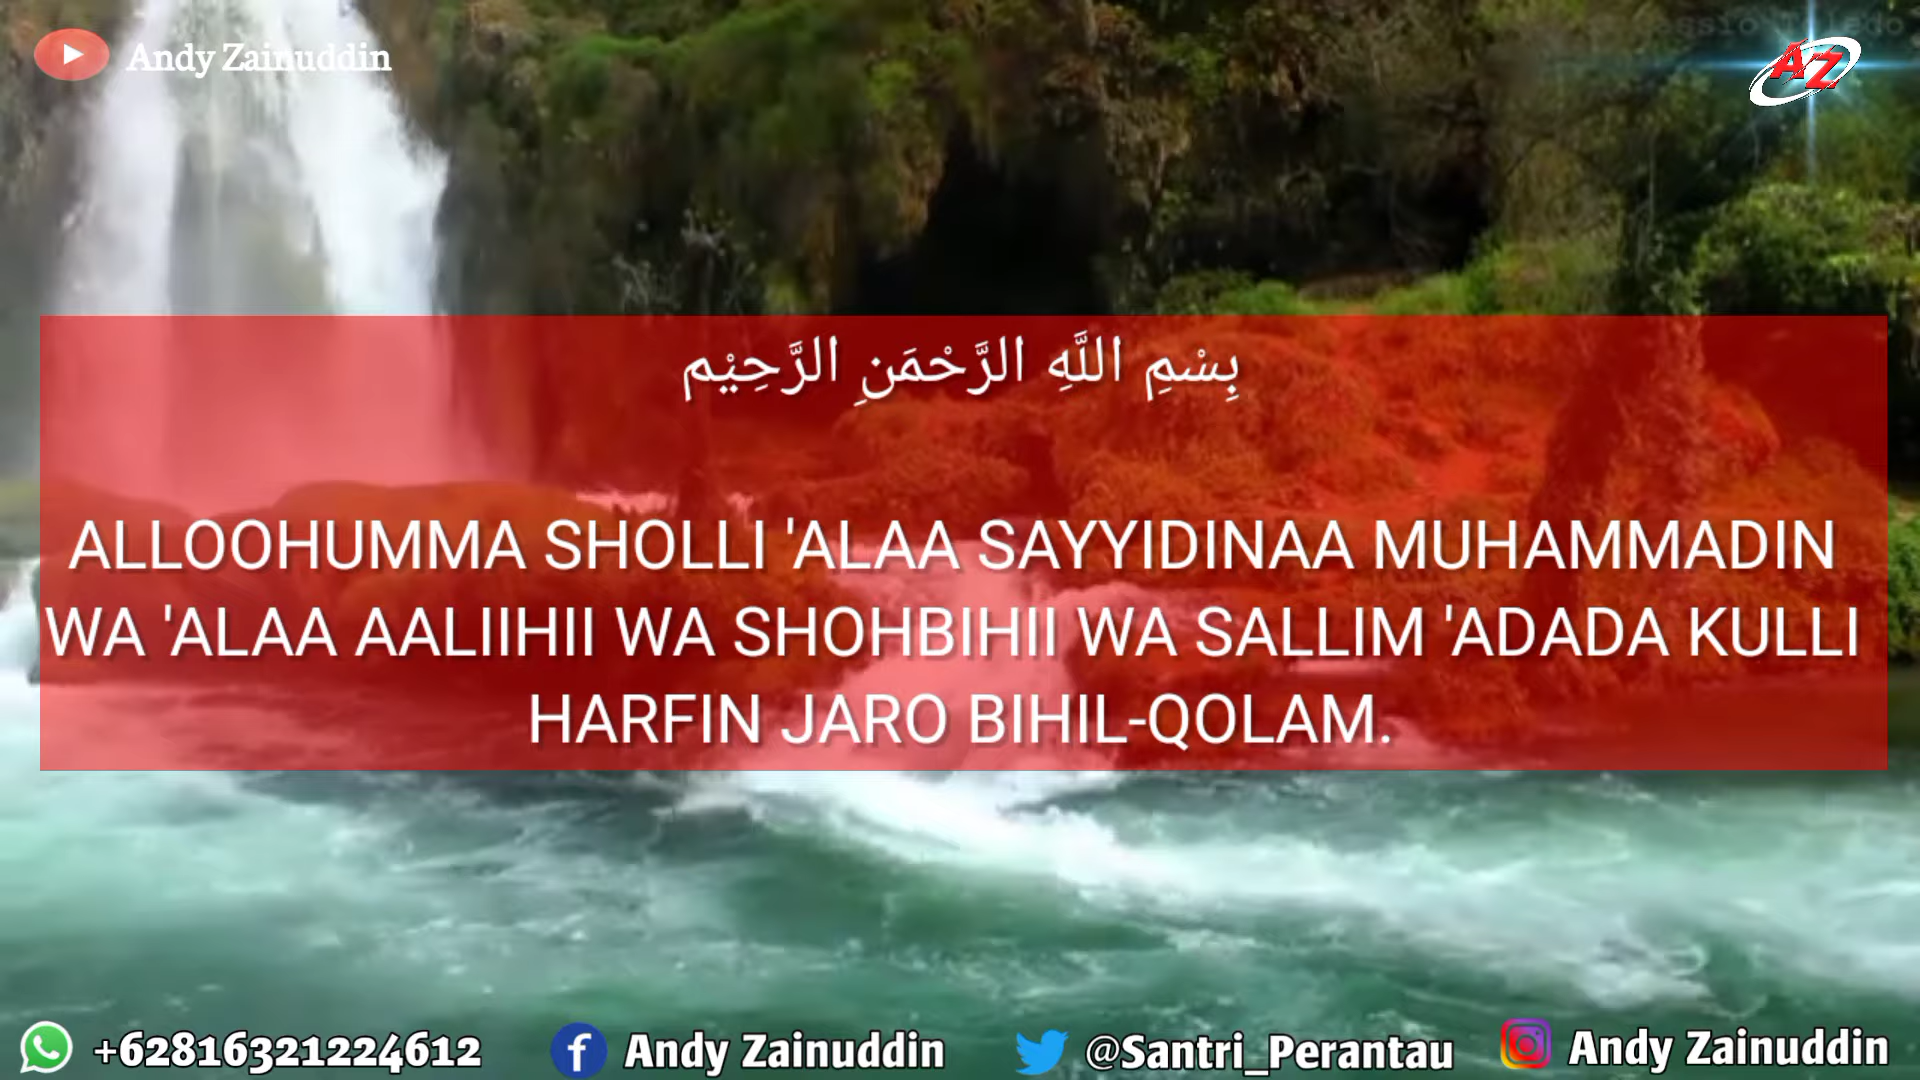 Andy Zainuddin
AZ
بِسْمِ اللَّهِ الرَّحْمَنِ الرَّحِيْم
ALLOOHUMMA SHOLLI 'ALAA SAYYIDINAA MUHAMMADIN
WA 'ALAA AALIIHII WA SHOHBIHII WA SALLIM 'ADADA KULLI
HARFIN JARO BIHIL-QOLAM.
+62816321224612
Andy Zainuddin
@Santri_Perantau
Andy Zainuddin